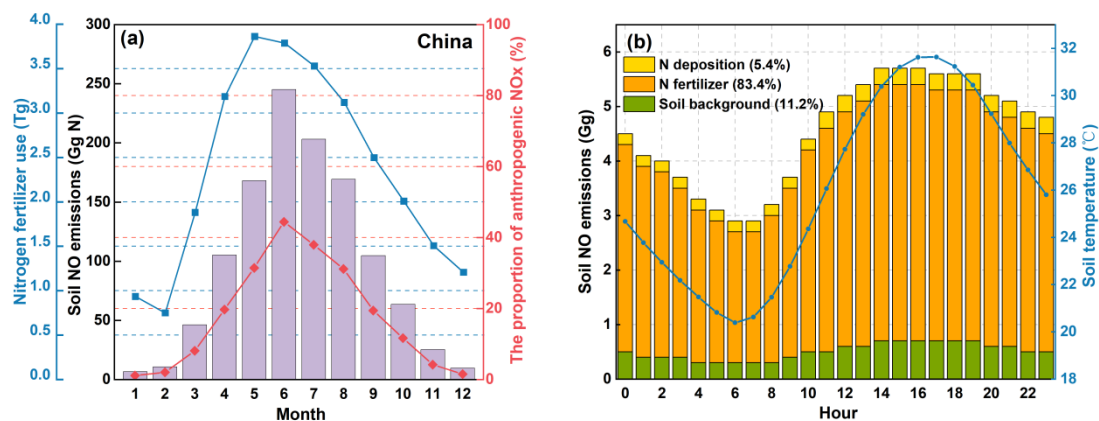 (a)
China
Nitrogen fertilizer use (Tg)
4.0
3.5
3.0
2.5
2.0
1.5
1.0
0.5
0.0
Soil NO emissions (Gg N)
300
250
200
150
100
50
0
The proportion of anthropogenic NOx (%)
100
80
60
40
20
0
1 2 3 4 5 6 7 8 9 10 11 12
Month
(b)
N deposition (5.4%)
N fertilizer (83.4%)
Soil background (11.2%)
Soil NO emissions (Gg)
6
5
4
3
2
1
0
Soil temperature (℃)
32
30
28
26
24
22
20
18
0 2 4 6 8 10 12 14 16 18 20 22
Hour